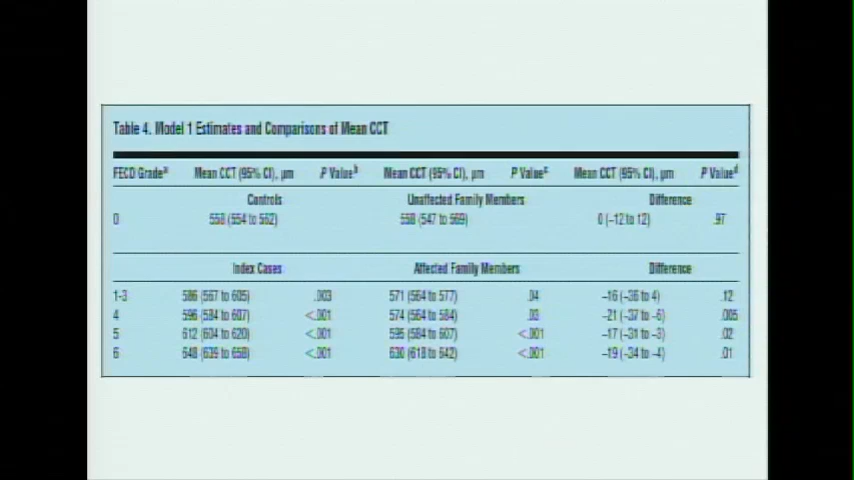 Table 4. Model 1 Estimates and Comparisons of Mean CCT
FECD Gradeᵃ Mean CCT (95% CI), µm P Valueᵇ Mean CCT (95% CI), µm P Valueᶜ Mean CCT (95% CI), µm P Valueᵈ
Controls Unaffected Family Members Difference
0 558 (554 to 562) 558 (547 to 569) 0 (–12 to 12) .97
Index Cases Affected Family Members Difference
1-3 586 (567 to 605) .003 571 (564 to 577) .04 –16 (–36 to 4) .12
4 596 (584 to 607) <.001 574 (564 to 584) .03 –21 (–37 to –6) .005
5 612 (604 to 620) <.001 595 (584 to 607) <.001 –17 (–31 to –3) .02
6 648 (639 to 658) <.001 630 (618 to 642) <.001 –19 (–34 to –4) .01